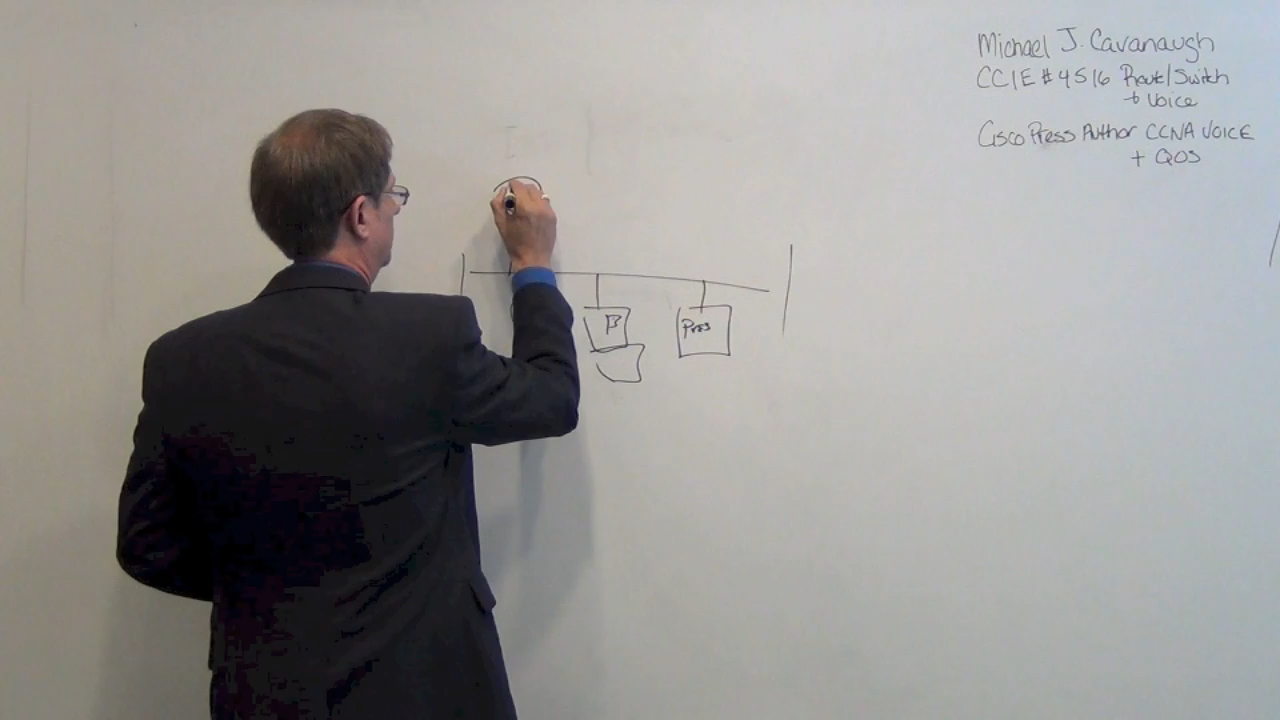 Michael J. Cavanaugh
CCIE #4516 Route/Switch
+ Voice
Cisco Press Author CCNA VOICE
+ QOS
B
Pres